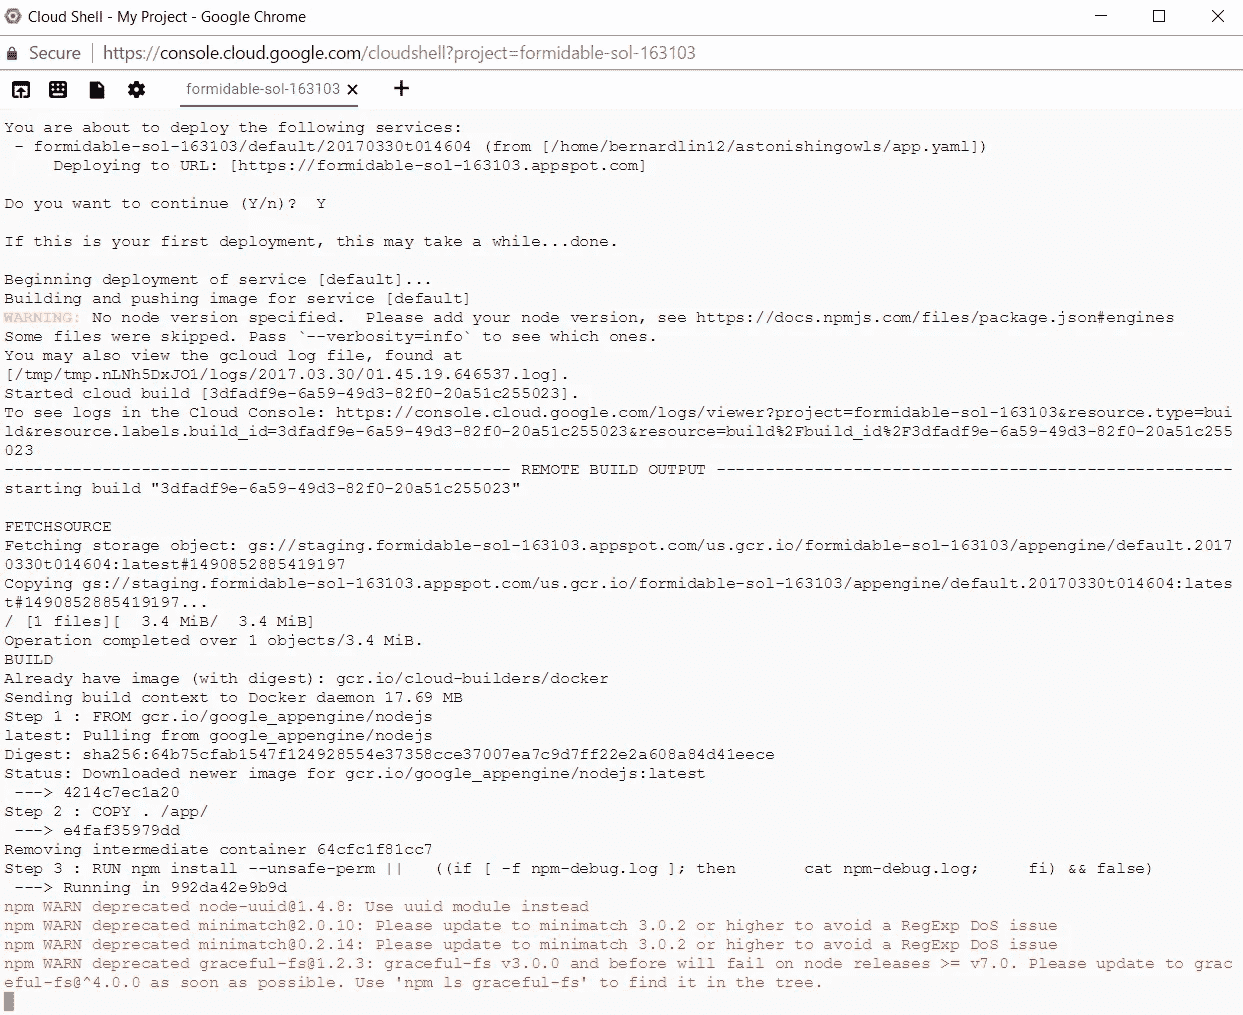 Cloud Shell - My Project - Google Chrome
Secure | https://console.cloud.google.com/cloudshell?project=formidable-sol-163103
formidable-sol-163103
You are about to deploy the following services:
 - formidable-sol-163103/default/20170330t014604 (from [/home/bernardlin12/astonishingowls/app.yaml])
     Deploying to URL: [https://formidable-sol-163103.appspot.com]
Do you want to continue (Y/n)?  Y
If this is your first deployment, this may take a while...done.
Beginning deployment of service [default]...
Building and pushing image for service [default]
WARNING: No node version specified.  Please add your node version, see https://docs.npmjs.com/files/package.json#engines
Some files were skipped. Pass `--verbosity=info` to see which ones.
You may also view the gcloud log file, found at
[/tmp/tmp.nLNh5DxJO1/logs/2017.03.30/01.45.19.646537.log].
Started cloud build [3dfadf9e-6a59-49d3-82f0-20a51c255023].
To see logs in the Cloud Console: https://console.cloud.google.com/logs/viewer?project=formidable-sol-163103&resource.type=bui
ld&resource.labels.build_id=3dfadf9e-6a59-49d3-82f0-20a51c255023&resource=build%2Fbuild_id%2F3dfadf9e-6a59-49d3-82f0-20a51c255
023
---------------------------------------------------- REMOTE BUILD OUTPUT -----------------------------------------------------
starting build "3dfadf9e-6a59-49d3-82f0-20a51c255023"
FETCHSOURCE
Fetching storage object: gs://staging.formidable-sol-163103.appspot.com/us.gcr.io/formidable-sol-163103/appengine/default.2017
0330t014604:latest#1490852885419197
Copying gs://staging.formidable-sol-163103.appspot.com/us.gcr.io/formidable-sol-163103/appengine/default.20170330t014604:lates
t#1490852885419197...
/ [1 files][  3.4 MiB/  3.4 MiB]
Operation completed over 1 objects/3.4 MiB.
BUILD
Already have image (with digest): gcr.io/cloud-builders/docker
Sending build context to Docker daemon 17.69 MB
Step 1 : FROM gcr.io/google_appengine/nodejs
latest: Pulling from google_appengine/nodejs
Digest: sha256:64b75cfab1547f124928554e37358cce37007ea7c9d7ff22e2a608a84d41eece
Status: Downloaded newer image for gcr.io/google_appengine/nodejs:latest
 ---> 4214c7ec1a20
Step 2 : COPY . /app/
 ---> e4faf35979dd
Removing intermediate container 64cfc1f81cc7
Step 3 : RUN npm install --unsafe-perm ||   ((if [ -f npm-debug.log ]; then       cat npm-debug.log;     fi) && false)
 ---> Running in 992da42e9b9d
npm WARN deprecated node-uuid@1.4.8: Use uuid module instead
npm WARN deprecated minimatch@2.0.10: Please update to minimatch 3.0.2 or higher to avoid a RegExp DoS issue
npm WARN deprecated minimatch@0.2.14: Please update to minimatch 3.0.2 or higher to avoid a RegExp DoS issue
npm WARN deprecated graceful-fs@1.2.3: graceful-fs v3.0.0 and before will fail on node releases >= v7.0. Please update to grac
eful-fs@^4.0.0 as soon as possible. Use 'npm ls graceful-fs' to find it in the tree.